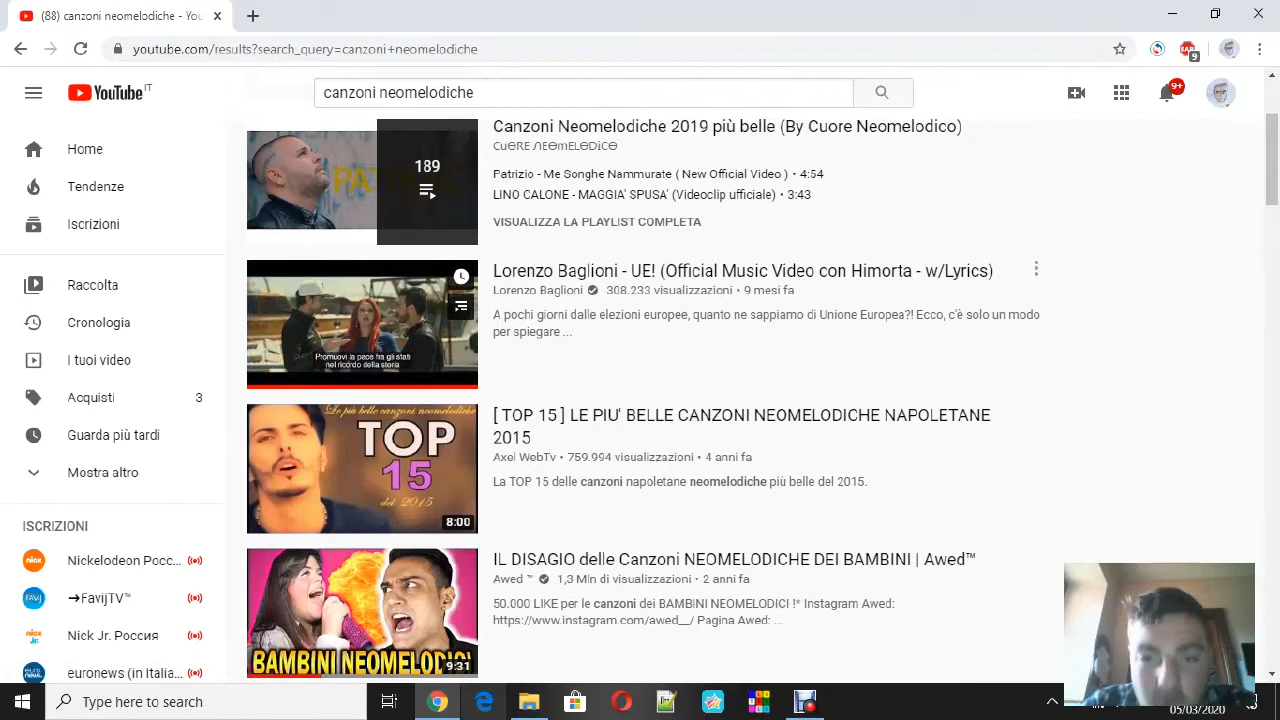 (88)
youtube.com/results?search_query=canzoni+neomelodiche
9
YouTube IT
canzoni neomelodiche
9+
Home
Tendenze
Iscrizioni
Raccolta
Cronologia
I tuoi video
Acquisti 3
Guarda più tardi
Mostra altro
ISCRIZIONI
Nickelodeon Росс...
➜FavijTV™
Nick Jr. Россия
euronews (in Italia...
189
Canzoni Neomelodiche 2019 più belle (By Cuore Neomelodico)
Patrizio - Me Songhe Nammurate ( New Official Video ) • 4:54
LINO CALONE - MAGGIA' SPUSA' (Videoclip ufficiale) • 3:43
VISUALIZZA LA PLAYLIST COMPLETA
Promuovi la pace fra gli stati
nel ricordo della storia
Lorenzo Baglioni - UE! (Official Music Video con Himorta - w/Lyrics)
Lorenzo Baglioni 308.233 visualizzazioni • 9 mesi fa
A pochi giorni dalle elezioni europee, quanto ne sappiamo di Unione Europea?! Ecco, c'è solo un modo
per spiegare ...
Le più belle canzoni neomelodiche
TOP
15
del 2015
8:00
[ TOP 15 ] LE PIU' BELLE CANZONI NEOMELODICHE NAPOLETANE
2015
Axel WebTv • 759.994 visualizzazioni • 4 anni fa
La TOP 15 delle canzoni napoletane neomelodiche più belle del 2015.
BAMBINI NEOMELODICI
9:31
IL DISAGIO delle Canzoni NEOMELODICHE DEI BAMBINI | Awed™
Awed ™ 1,3 Mln di visualizzazioni • 2 anni fa
50.000 LIKE per le canzoni dei BAMBINI NEOMELODICI !* Instagram Awed:
https://www.instagram.com/awed__/ Pagina Awed: ...
Type here to search
05/03/2020